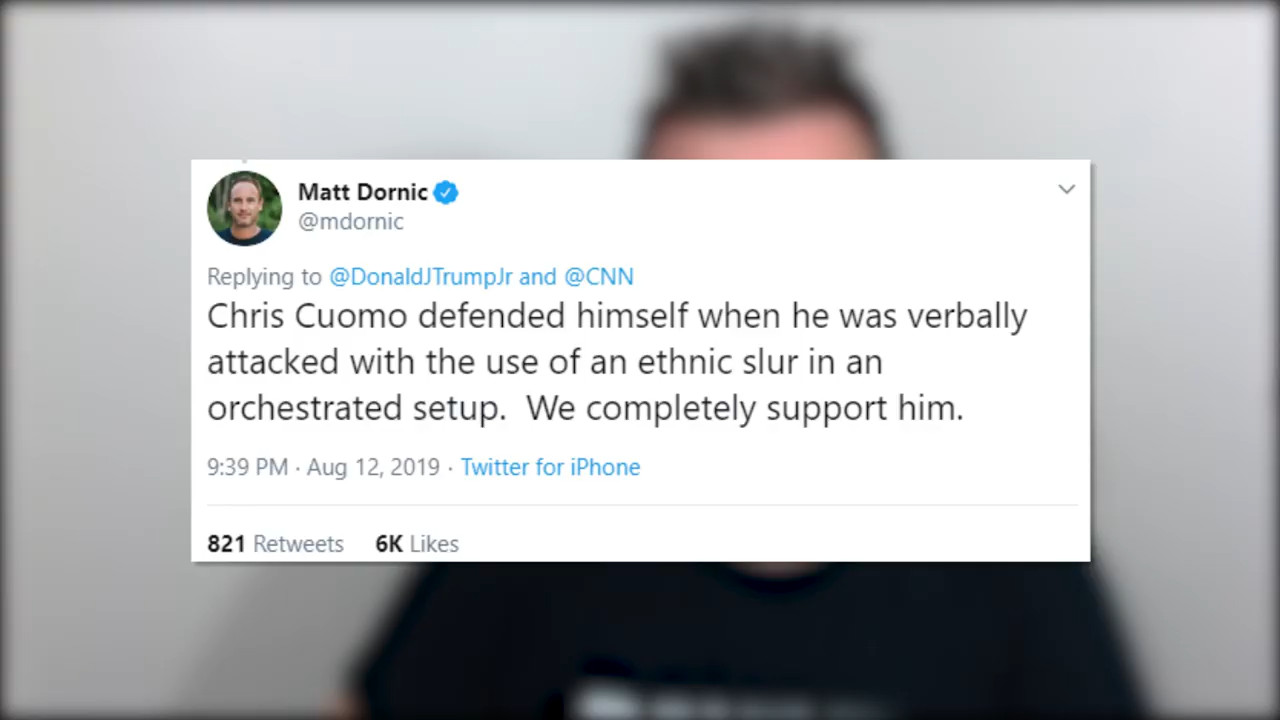 Matt Dornic
@mdornic
Replying to @DonaldJTrumpJr and @CNN
Chris Cuomo defended himself when he was verbally
attacked with the use of an ethnic slur in an
orchestrated setup.  We completely support him.
9:39 PM · Aug 12, 2019 · Twitter for iPhone
821 Retweets 6K Likes